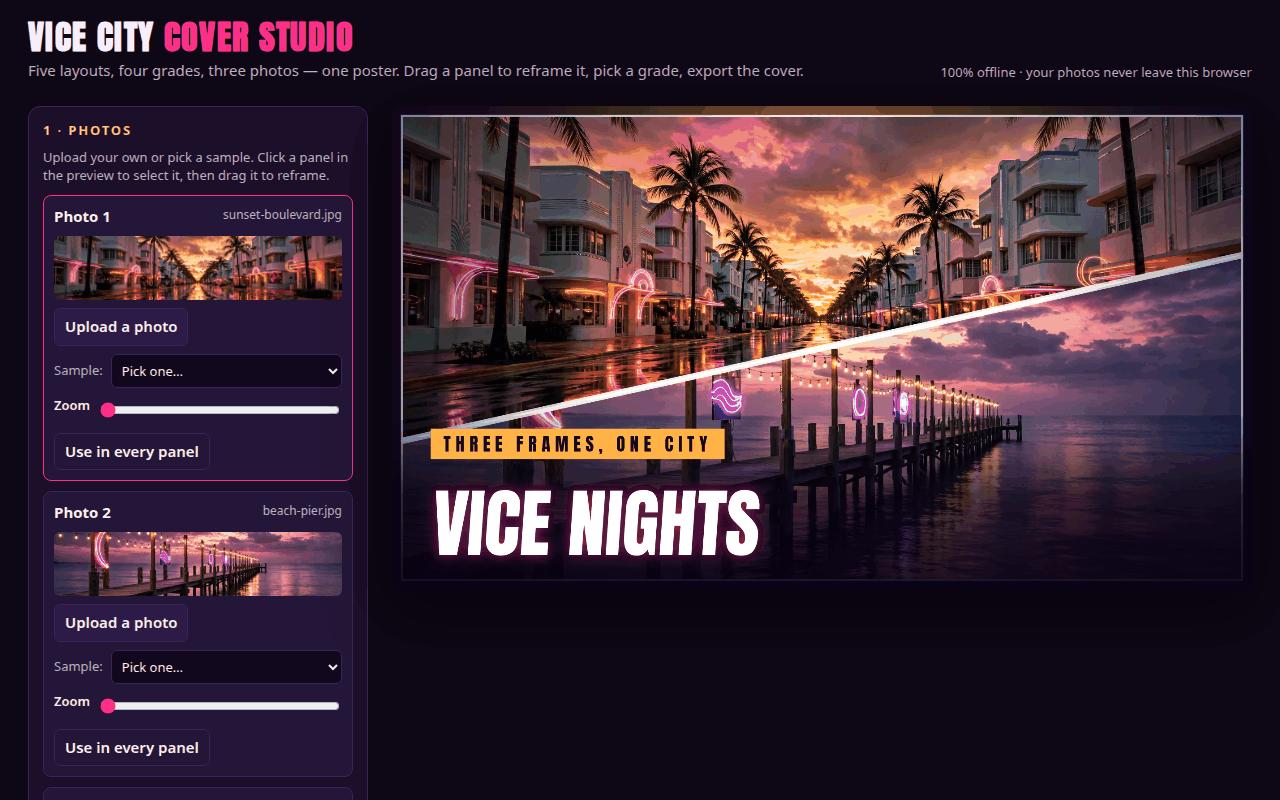 VICE CITY COVER STUDIO
Five layouts, four grades, three photos — one poster. Drag a panel to reframe it, pick a grade, export the cover.
100% offline · your photos never leave this browser
1 · PHOTOS
Upload your own or pick a sample. Click a panel in
the preview to select it, then drag it to reframe.
Photo 1
sunset-boulevard.jpg
Upload a photo
Sample:
Pick one...
Zoom
Use in every panel
Photo 2
beach-pier.jpg
Upload a photo
Sample:
Pick one...
Zoom
Use in every panel
THREE FRAMES, ONE CITY
VICE NIGHTS